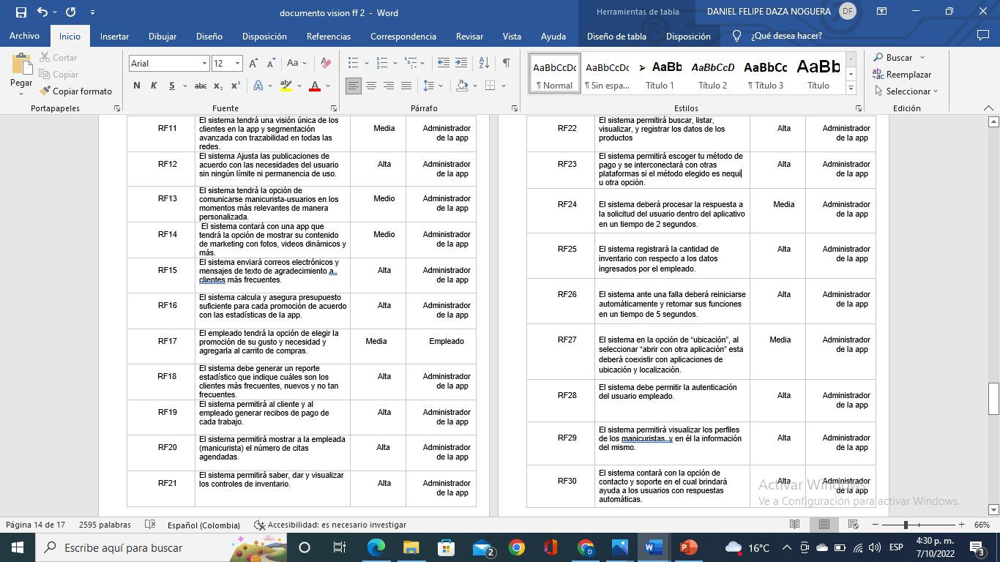 documento vision ff 2 - Word
Herramientas de tabla
DANIEL FELIPE DAZA NOGUERA
DF
Archivo
Inicio
Insertar
Dibujar
Diseño
Disposición
Referencias
Correspondencia
Revisar
Vista
Ayuda
Diseño de tabla
Disposición
¿Qué desea hacer?
Pegar
Cortar
Copiar
Copiar formato
Portapapeles
Arial
12
N K S abc x₂ x²
Fuente
Párrafo
AaBbCcDc
¶ Normal
AaBbCcDc
¶ Sin espa...
AaBb
Título 1
AaBbCcD
Título 2
AaBbCc
¶ Título 3
AaBb
Título
Estilos
Buscar
Reemplazar
Seleccionar
Edición
RF11
El sistema tendrá una visión única de los
clientes en la app y segmentación
avanzada con trazabilidad en todas las
redes.
Media
Administrador
de la app
RF12
El sistema Ajusta las publicaciones de
acuerdo con las necesidades del usuario
sin ningún límite ni permanencia de uso.
Alta
Administrador
de la app
RF13
El sistema tendrá la opción de
comunicarse manicurista-usuarios en los
momentos más relevantes de manera
personalizada.
Medio
Administrador
de la app
RF14
El sistema contará con una app que
tendrá la opción de mostrar su contenido
de marketing con fotos, videos dinámicos y
más.
Medio
Administrador
de la app
RF15
El sistema enviará correos electrónicos y
mensajes de texto de agradecimiento a
clientes más frecuentes.
Alta
Administrador
de la app
RF16
El sistema calcula y asegura presupuesto
suficiente para cada promoción de acuerdo
con las estadísticas de la app.
Alta
Administrador
de la app
RF17
El empleado tendrá la opción de elegir la
promoción de su gusto y necesidad y
agregarla al carrito de compras.
Media
Empleado
RF18
El sistema debe generar un reporte
estadístico que indique cuáles son los
clientes más frecuentes, nuevos y no tan
frecuentes.
Alta
Administrador
de la app
RF19
El sistema permitirá al cliente y al
empleado generar recibos de pago de
cada trabajo.
Alta
Administrador
de la app
RF20
El sistema permitirá mostrar a la empleada
(manicurista) el número de citas
agendadas.
Alta
Administrador
de la app
RF21
El sistema permitirá saber, dar y visualizar
los controles de inventario.
Alta
Administrador
de la app
RF22
El sistema permitirá buscar, listar,
visualizar, y registrar los datos de los
productos
Alta
Administrador
de la app
RF23
El sistema permitirá escoger tu método de
pago y se interconectará con otras
plataformas si el método elegido es nequi
u otra opción.
Alta
Administrador
de la app
RF24
El sistema deberá procesar la respuesta a
la solicitud del usuario dentro del aplicativo
en un tiempo de 2 segundos.
Media
Administrador
de la app
RF25
El sistema registrará la cantidad de
inventario con respecto a los datos
ingresados por el empleado.
Alta
Administrador
de la app
RF26
El sistema ante una falla deberá reiniciarse
automáticamente y retomar sus funciones
en un tiempo de 5 segundos.
Alta
Administrador
de la app
RF27
El sistema en la opción de “ubicación”, al
seleccionar “abrir con otra aplicación” esta
deberá coexistir con aplicaciones de
ubicación y localización.
Media
Administrador
de la app
RF28
El sistema debe permitir la autenticación
del usuario empleado.
Alta
Administrador
de la app
RF29
El sistema permitirá visualizar los perfiles
de los manicuristas y en él la información
del mismo.
Alta
Administrador
de la app
RF30
El sistema contará con la opción de
contacto y soporte en el cual brindará
ayuda a los usuarios con respuestas
automáticas.
Alta
Administrador
de la app
Activar Windows
Ve a Configuración para activar Windows.
Página 14 de 17
2595 palabras
Español (Colombia)
Accesibilidad: es necesario investigar
66%
Escribe aquí para buscar
2
16°C
ESP
4:30 p. m.
7/10/2022
3